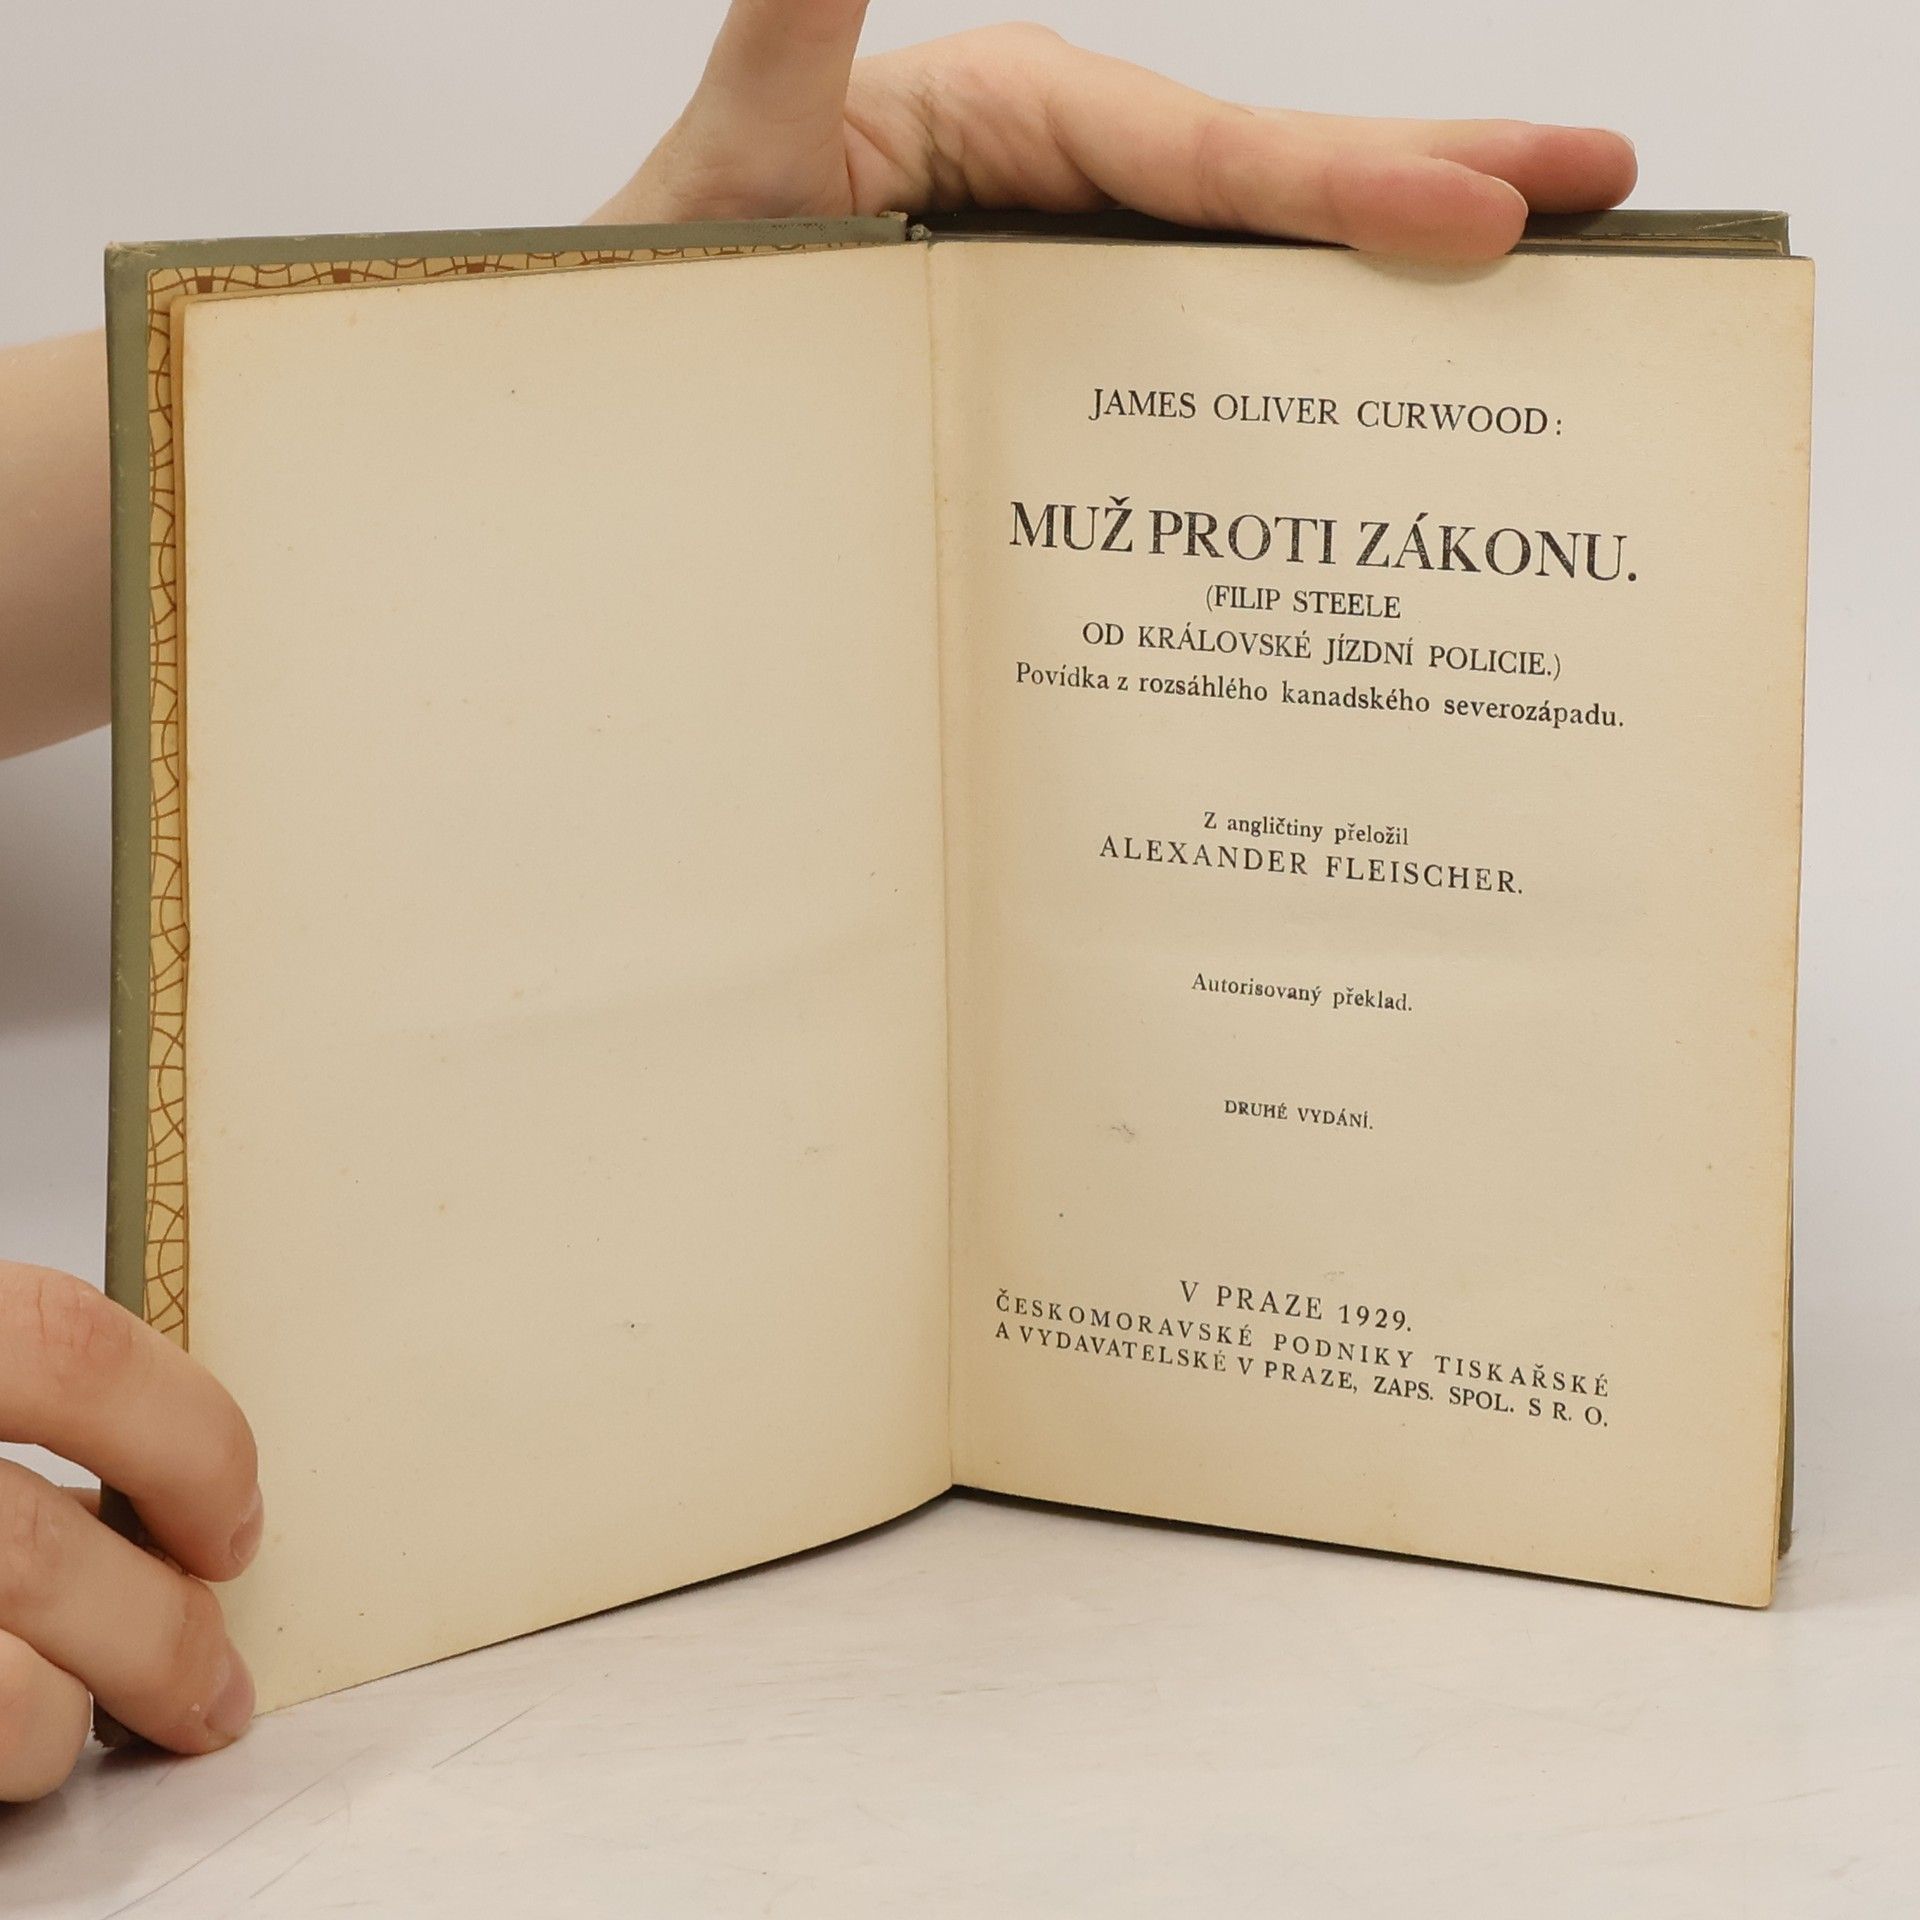 JAMES OLIVER CURWOOD:
MUŽ PROTI ZÁKONU.
(FILIP STEELE
OD KRÁLOVSKÉ JÍZDNÍ POLICIE.)
Povídka z rozsáhlého kanadského severozápadu.
Z angličtiny přeložil
ALEXANDER FLEISCHER.
Autorisovaný překlad.
DRUHÉ VYDÁNÍ.
V PRAZE 1929.
ČESKOMORAVSKÉ PODNIKY TISKAŘSKÉ
A VYDAVATELSKÉ V PRAZE, ZAPS. SPOL. S R. O.